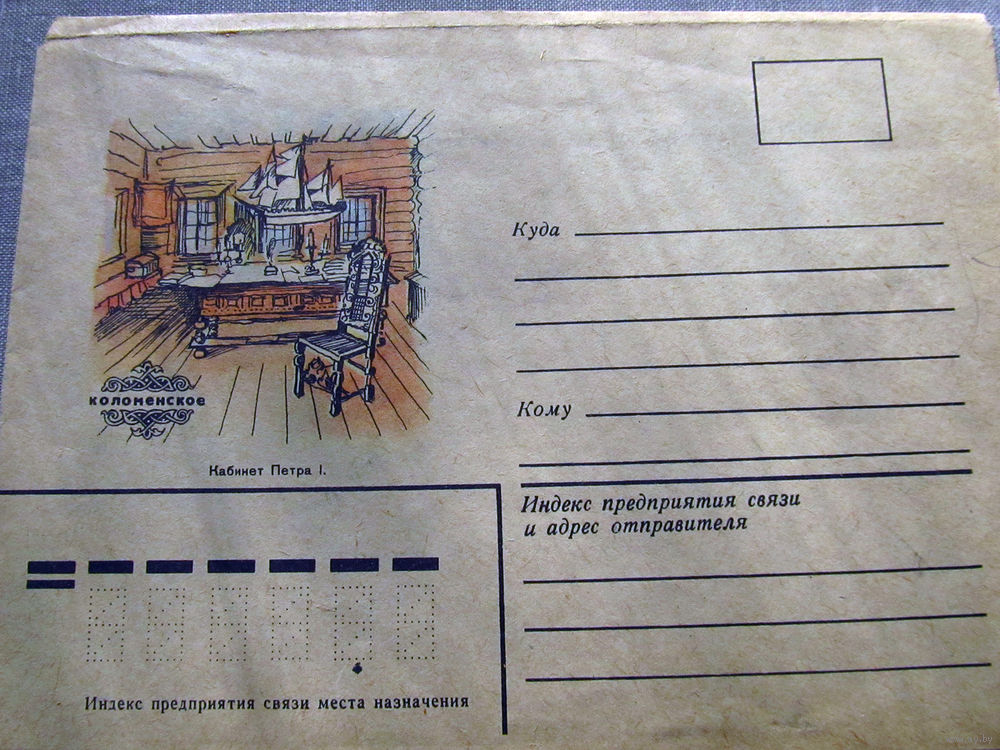 КОЛОМЕНСКОЕ
Кабинет Петра I.
Куда
Кому
Индекс предприятия связи
и адрес отправителя
Индекс предприятия связи места назначения